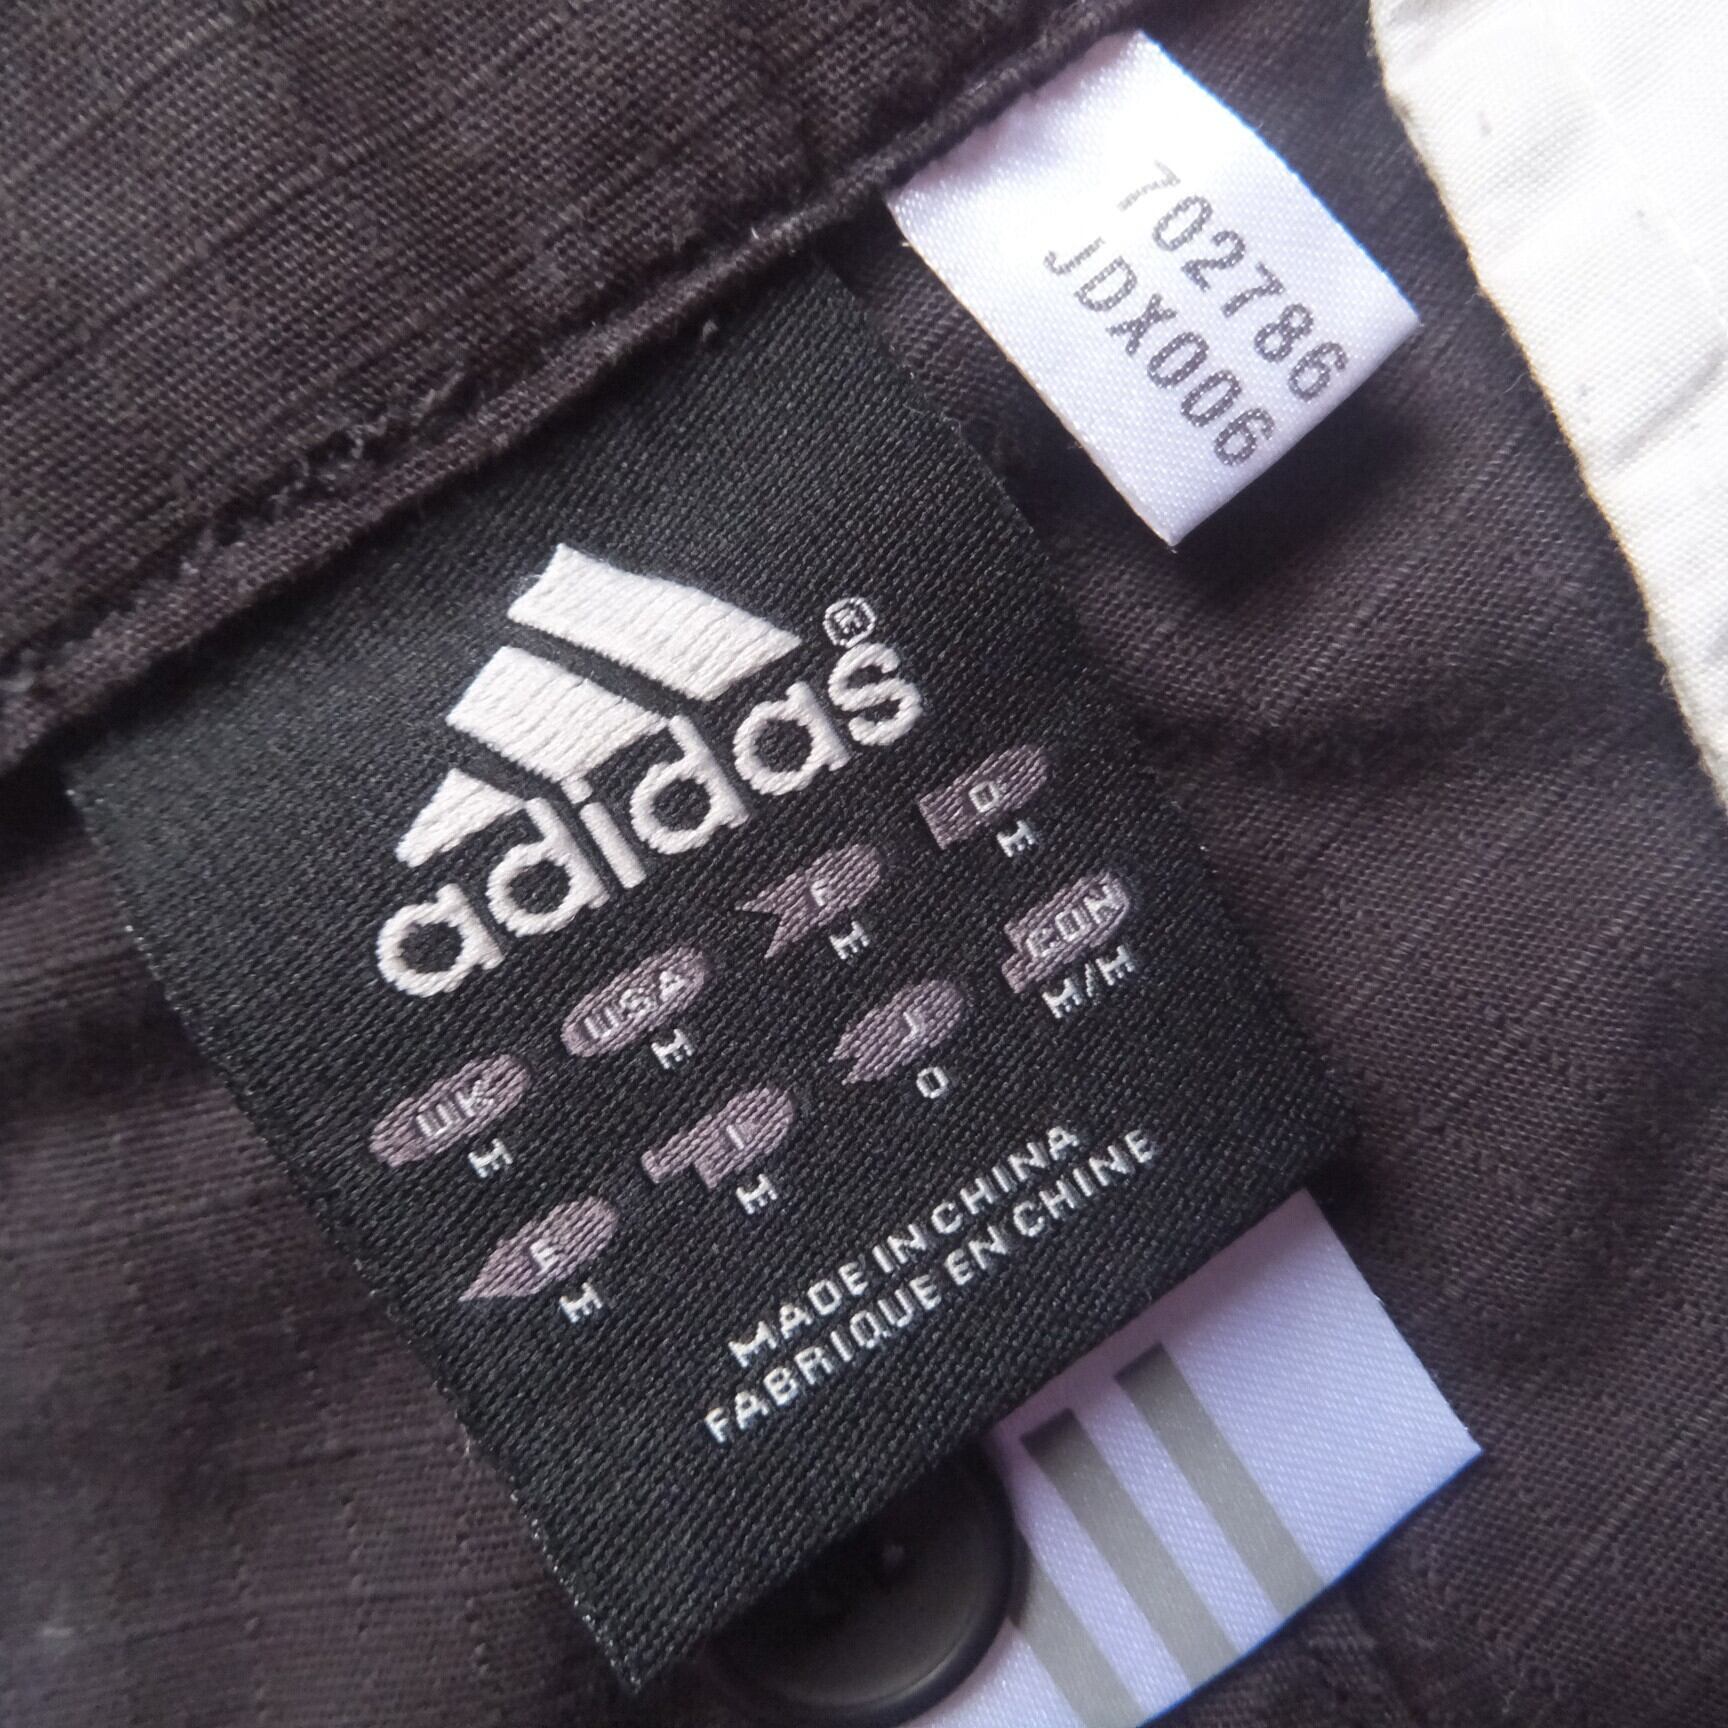 702786
JDX006
adidas®
UK USA F D
M M M M
E I J CON
M M O M/M
MADE IN CHINA
FABRIQUE EN CHINE